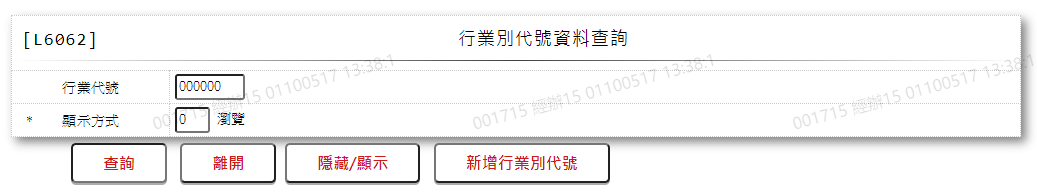 [L6062] 行業別代號資料查詢
行業代號 000000
* 顯示方式 0 瀏覽
001715 經辦15 01100517 13:38:1
001715 經辦15 01100517 13:38:1
001715 經辦15 01100517 13:38:1
查詢 離開 隱藏/顯示 新增行業別代號